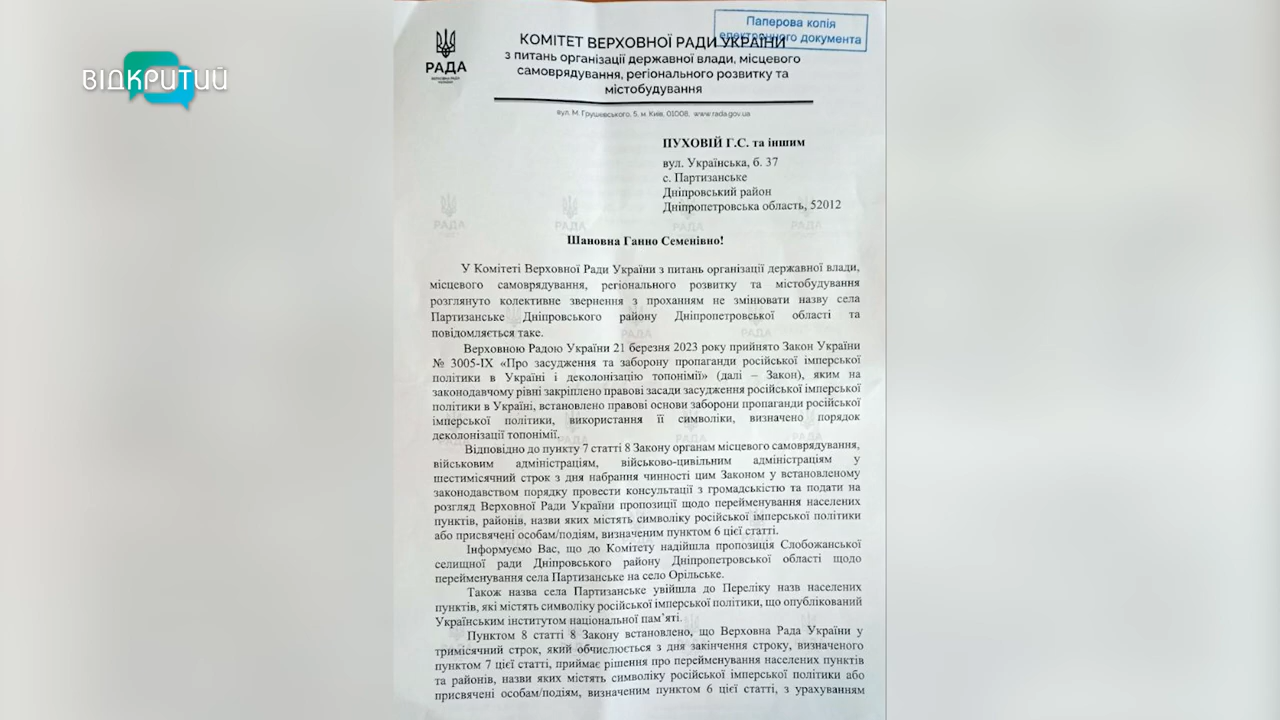 ВІДКРИТИЙ
Паперова копія
електронного документа
РАДА
КОМІТЕТ ВЕРХОВНОЇ РАДИ УКРАЇНИ
з питань організації державної влади, місцевого
самоврядування, регіонального розвитку та
містобудування
вул. М. Грушевського, 5, м. Київ, 01008, www.rada.gov.ua
ПУХОВІЙ Г.С. та іншим
вул. Українська, б. 37
с. Партизанське
Дніпровський район
Дніпропетровська область, 52012
Шановна Ганно Семенівно!
У Комітеті Верховної Ради України з питань організації державної влади,
місцевого самоврядування, регіонального розвитку та містобудування
розглянуто колективне звернення з проханням не змінювати назву села
Партизанське Дніпровського району Дніпропетровської області та
повідомляється таке.
Верховною Радою України 21 березня 2023 року прийнято Закон України
№ 3005-IX «Про засудження та заборону пропаганди російської імперської
політики в Україні і деколонізацію топонімії» (далі – Закон), яким на
законодавчому рівні закріплено правові засади засудження російської імперської
політики в Україні, встановлено правові основи заборони пропаганди російської
імперської політики, використання її символіки, визначено порядок
деколонізації топонімії.
Відповідно до пункту 7 статті 8 Закону органам місцевого самоврядування,
військовим адміністраціям, військово-цивільним адміністраціям у
шестимісячний строк з дня набрання чинності цим Законом у встановленому
законодавством порядку провести консультації з громадськістю та подати на
розгляд Верховної Ради України пропозиції щодо перейменування населених
пунктів, районів, назви яких містять символіку російської імперської політики
або присвячені особам/подіям, визначеним пунктом 6 цієї статті.
Інформуємо Вас, що до Комітету надійшла пропозиція Слобожанської
селищної ради Дніпровського району Дніпропетровської області щодо
перейменування села Партизанське на село Орільське.
Також назва села Партизанське увійшла до Переліку назв населених
пунктів, які містять символіку російської імперської політики, що опублікований
Українським інститутом національної пам'яті.
Пунктом 8 статті 8 Закону встановлено, що Верховна Рада України у
тримісячний строк, який обчислюється з дня закінчення строку, визначеного
пунктом 7 цієї статті, приймає рішення про перейменування населених пунктів
та районів, назви яких містять символіку російської імперської політики або
присвячені особам/подіям, визначеним пунктом 6 цієї статті, з урахуванням